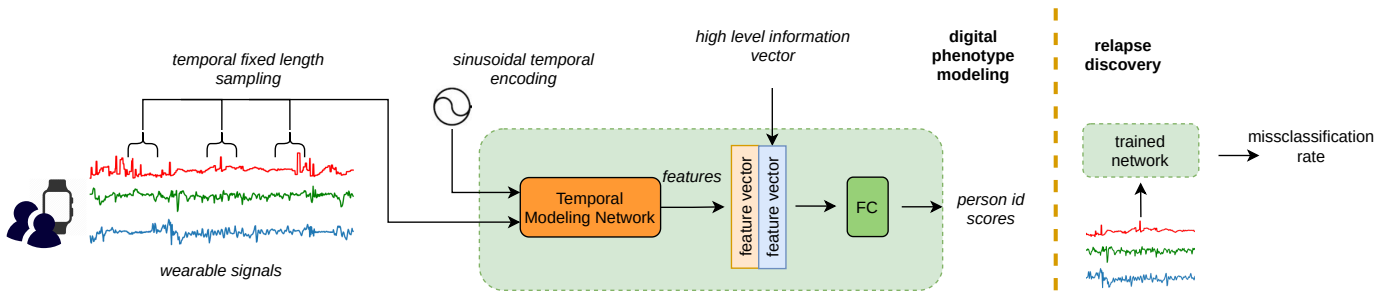 temporal fixed length
sampling
wearable signals
sinusoidal temporal
encoding
Temporal
Modeling Network
features
high level information
vector
feature vector
feature vector
FC
digital
phenotype
modeling
person id
scores
relapse
discovery
trained
network
missclassification
rate